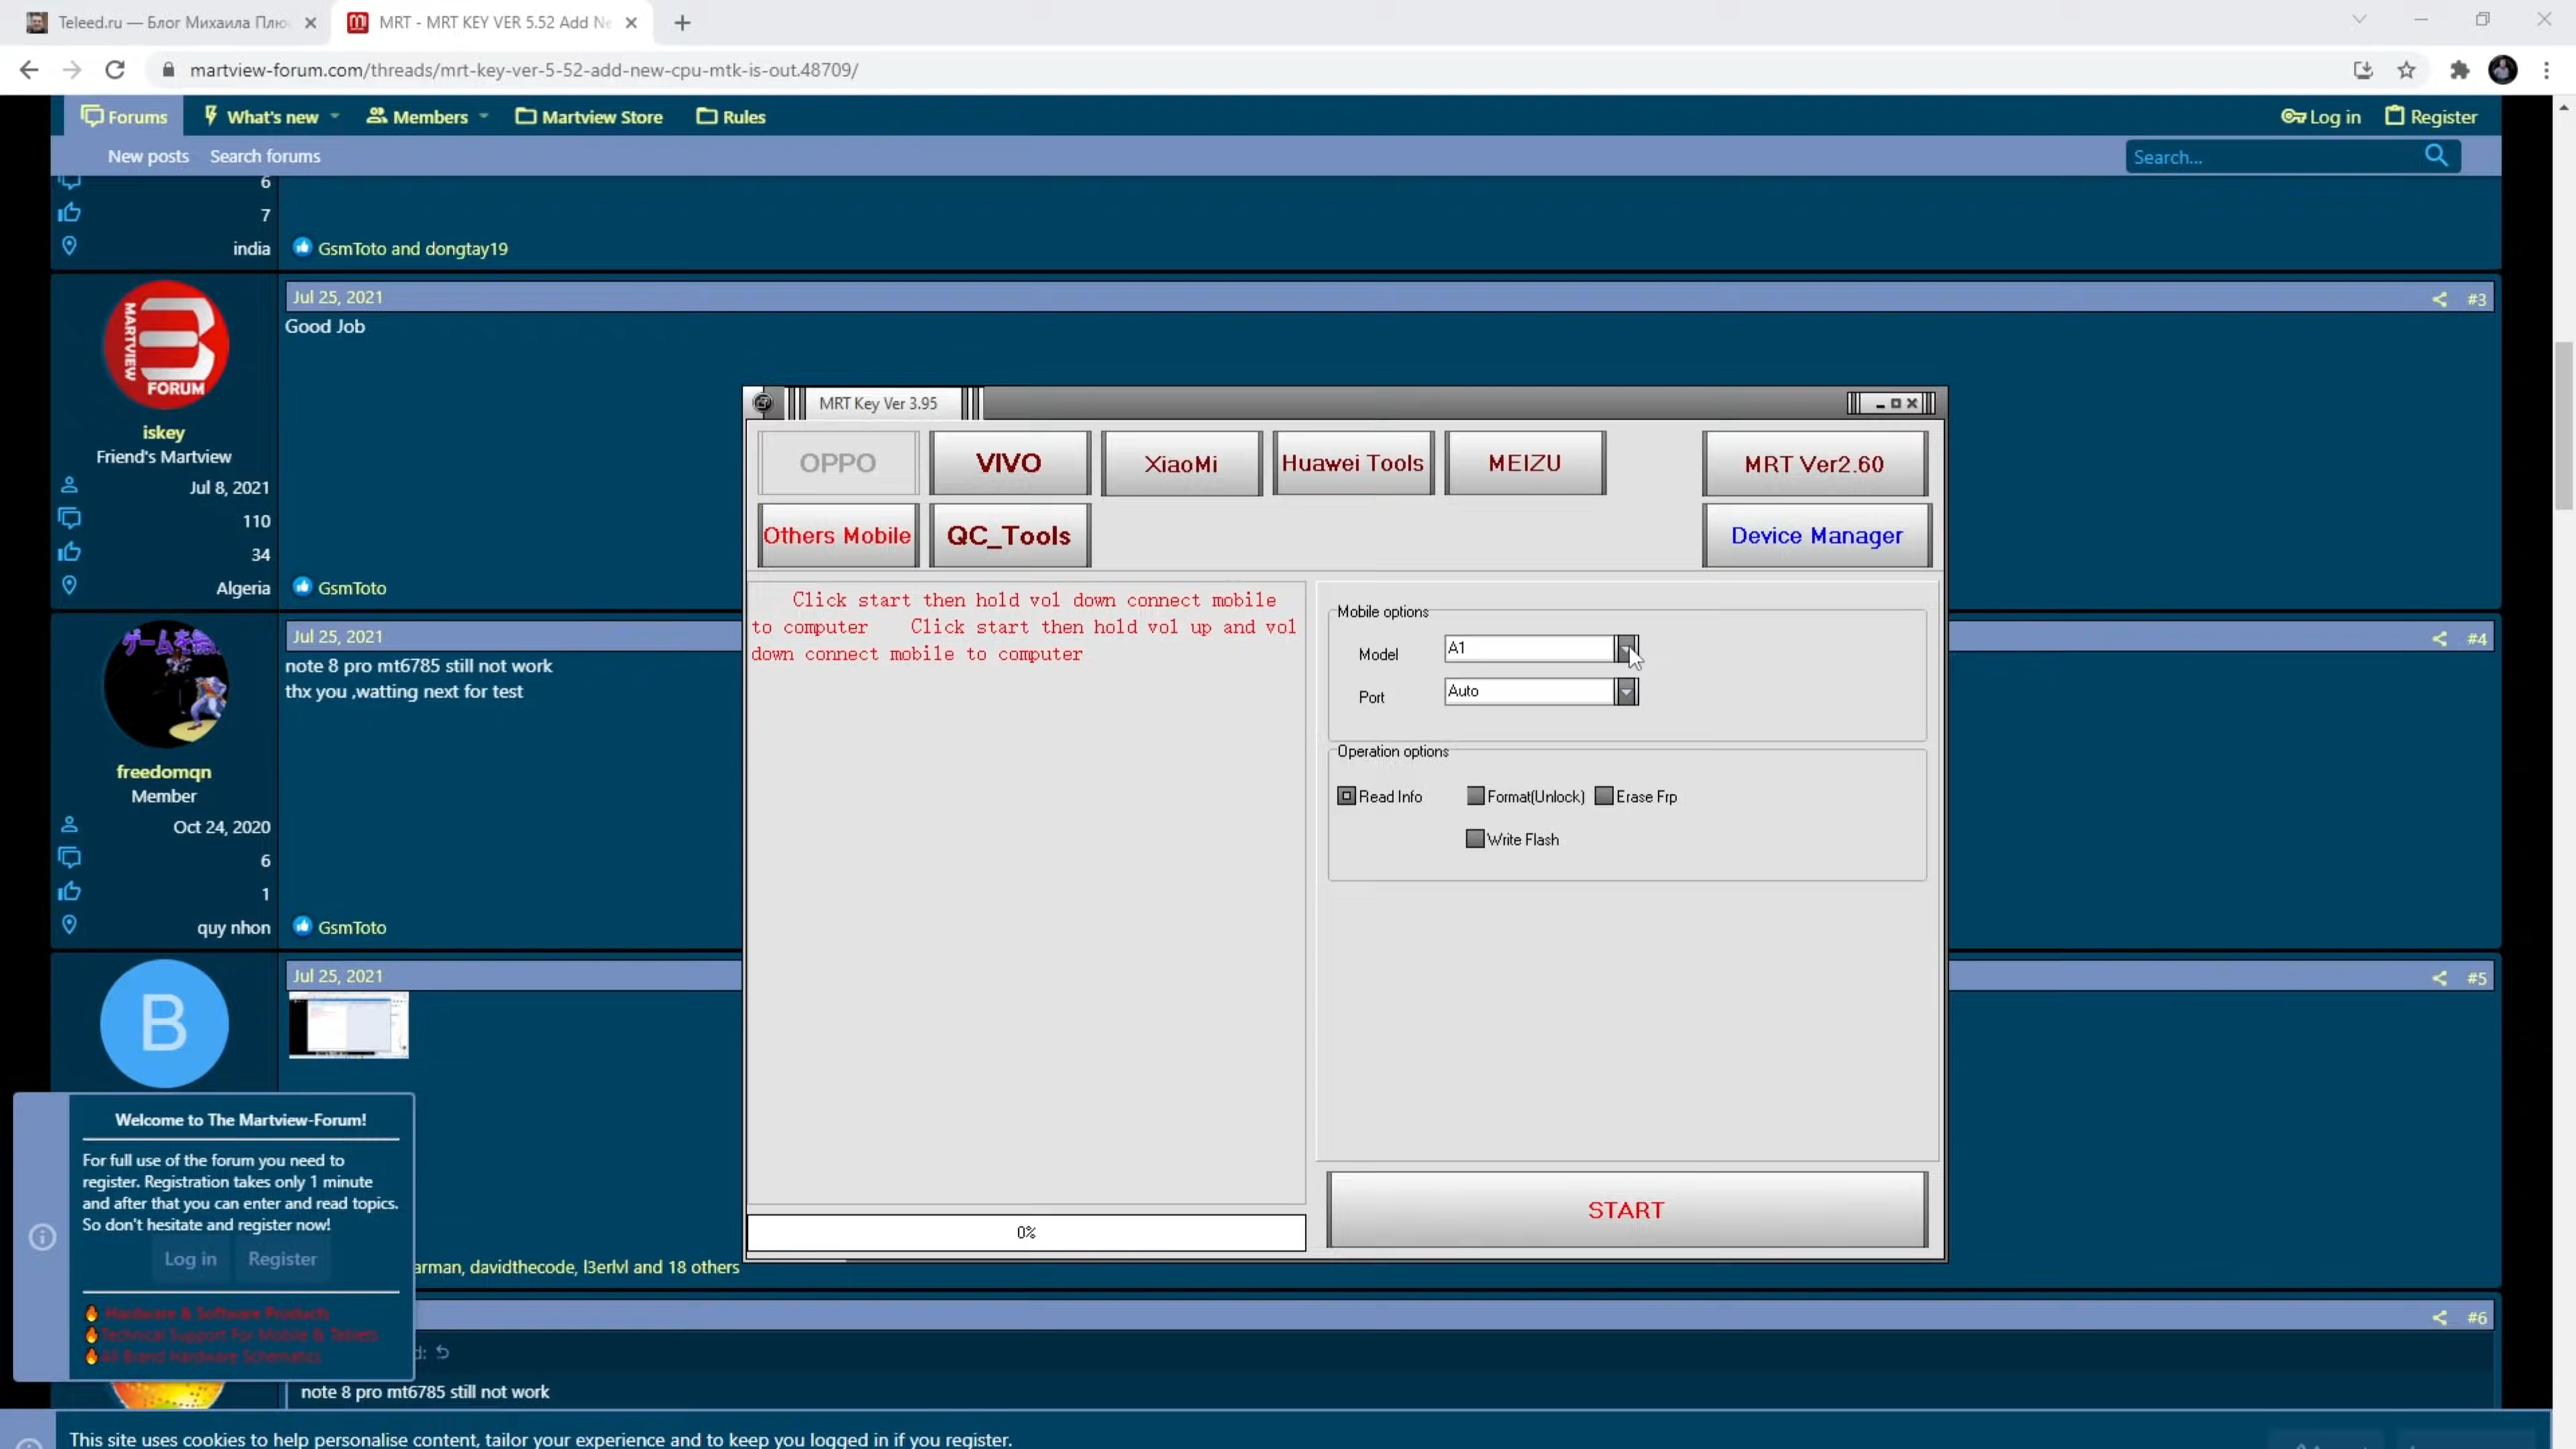 Teleed.ru — Блог Михаила Плю
MRT - MRT KEY VER 5.52 Add Ne
martview-forum.com/threads/mrt-key-ver-5-52-add-new-cpu-mtk-is-out.48709/
Forums What's new Members Martview Store Rules Log in Register
New posts Search forums Search...
6
7
india
GsmToto and dongtay19
Jul 25, 2021 #3
Good Job
MARTVIEW FORUM
iskey
Friend's Martview
Jul 8, 2021
110
34
Algeria
GsmToto
Jul 25, 2021 #4
note 8 pro mt6785 still not work
thx you ,watting next for test
freedomqn
Member
Oct 24, 2020
6
1
quy nhon
GsmToto
Jul 25, 2021 #5
B
arman, davidthecode, l3erlvl and 18 others
#6
note 8 pro mt6785 still not work
Welcome to The Martview-Forum!
For full use of the forum you need to
register. Registration takes only 1 minute
and after that you can enter and read topics.
So don't hesitate and register now!
Log in Register
Hardware & Software Products
Technical Support For Mobile & Tablets
All Brand Hardware Schematics
This site uses cookies to help personalise content, tailor your experience and to keep you logged in if you register.
MRT Key Ver 3.95
OPPO VIVO XiaoMi Huawei Tools MEIZU MRT Ver2.60
Others Mobile QC_Tools Device Manager
Click start then hold vol down connect mobile
to computer Click start then hold vol up and vol
down connect mobile to computer
Mobile options
Model A1
Port Auto
Operation options
Read Info Format(Unlock) Erase Frp
Write Flash
0%
START